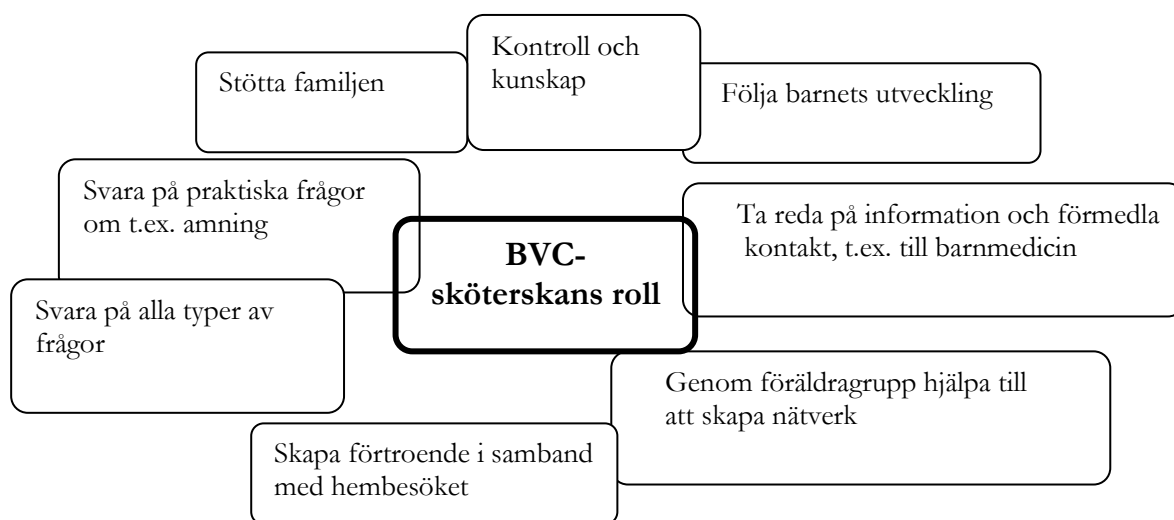 Kontroll och
kunskap
Stötta familjen
Följa barnets utveckling
Svara på praktiska frågor
om t.ex. amning
Ta reda på information och förmedla
kontakt, t.ex. till barnmedicin
BVC-
sköterskans roll
Svara på alla typer av
frågor
Genom föräldragrupp hjälpa till
att skapa nätverk
Skapa förtroende i samband
med hembesöket